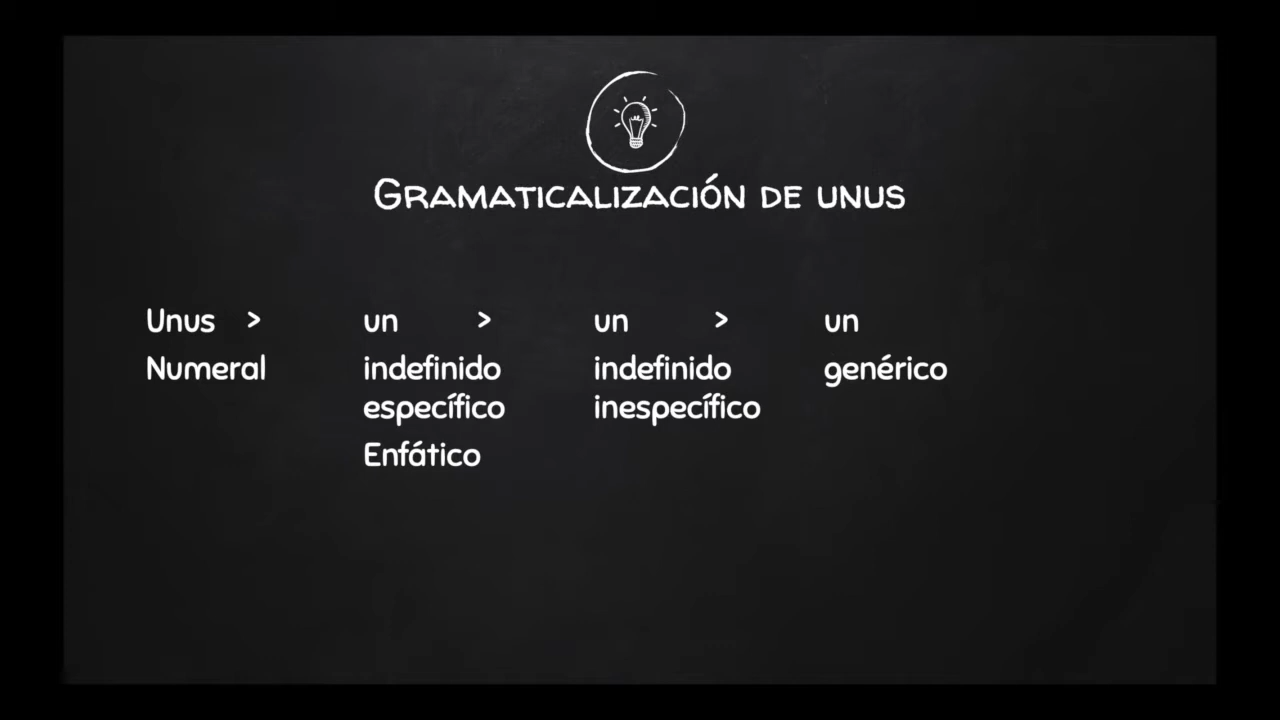 Gramaticalización de unus
Unus > un > un > un
Numeral indefinido indefinido genérico
específico inespecífico
Enfático